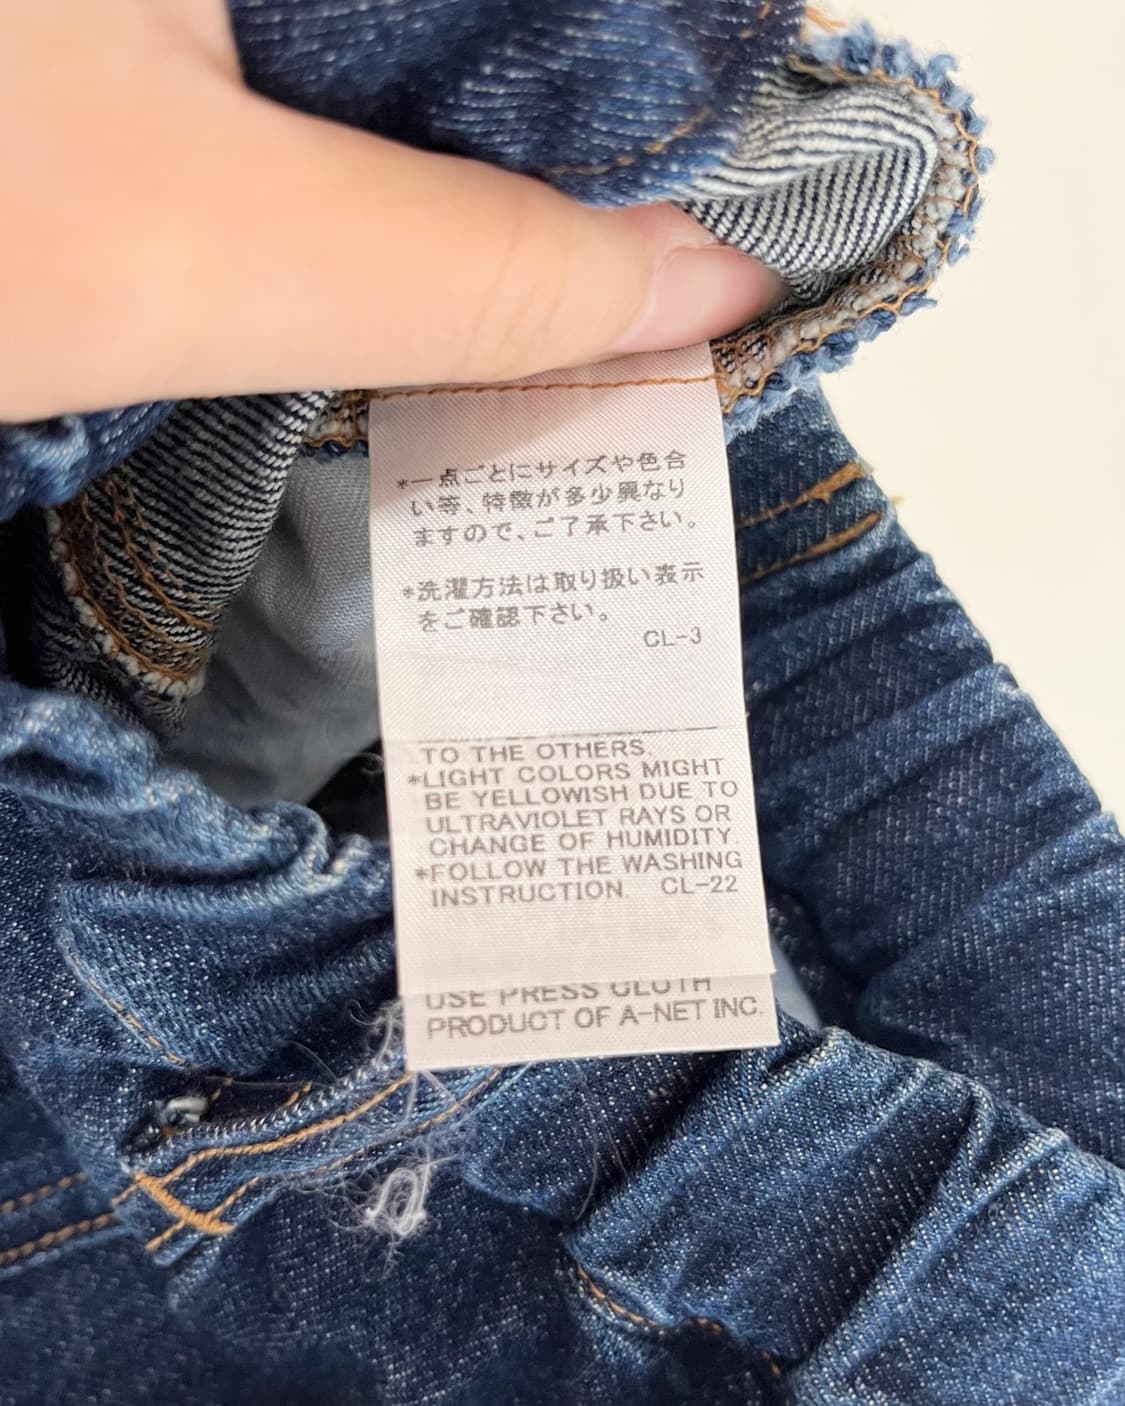 *一点ごとにサイズや色合
い等、特徴が多少異なり
ますので、ご了承下さい。
*洗濯方法は取り扱い表示
をご確認下さい。
CL-3
TO THE OTHERS.
*LIGHT COLORS MIGHT
BE YELLOWISH DUE TO
ULTRAVIOLET RAYS OR
CHANGE OF HUMIDITY
*FOLLOW THE WASHING
INSTRUCTION. CL-22
USE PRESS CLOTH
PRODUCT OF A-NET INC.